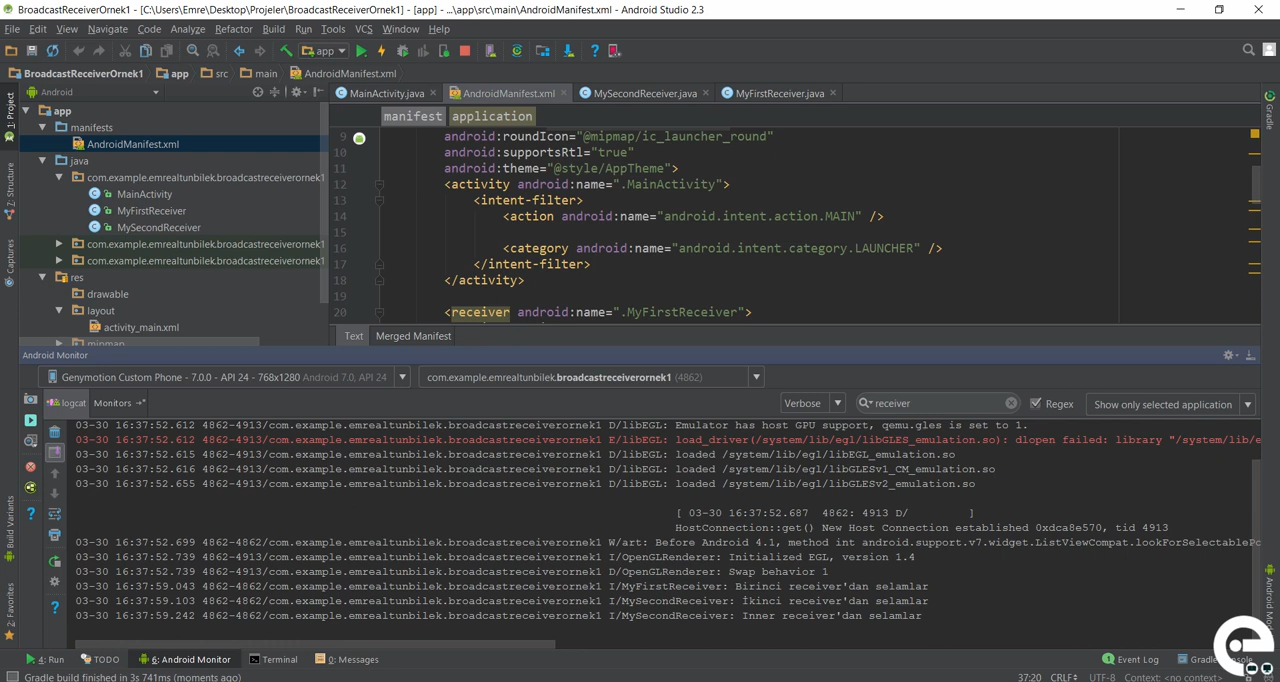 BroadcastReceiverOrnek1 - [C:\Users\Emre\Desktop\Projeler\BroadcastReceiverOrnek1] - [app] - ...\app\src\main\AndroidManifest.xml - Android Studio 2.3
File Edit View Navigate Code Analyze Refactor Build Run Tools VCS Window Help
app
BroadcastReceiverOrnek1 app src main AndroidManifest.xml
Android
MainActivity.java AndroidManifest.xml MySecondReceiver.java MyFirstReceiver.java
1: Project
Z: Structure
Captures
Build Variants
2: Favorites
Gradle
app
manifests
AndroidManifest.xml
java
com.example.emrealtunbilek.broadcastreceiverornek1
MainActivity
MyFirstReceiver
MySecondReceiver
com.example.emrealtunbilek.broadcastreceiverornek1
com.example.emrealtunbilek.broadcastreceiverornek1
res
drawable
layout
activity_main.xml
mipmap
manifest application
9 android:roundIcon="@mipmap/ic_launcher_round"
10 android:supportsRtl="true"
11 android:theme="@style/AppTheme">
12 <activity android:name=".MainActivity">
13 <intent-filter>
14 <action android:name="android.intent.action.MAIN" />
15
16 <category android:name="android.intent.category.LAUNCHER" />
17 </intent-filter>
18 </activity>
19
20 <receiver android:name=".MyFirstReceiver">
Text Merged Manifest
Android Monitor
Genymotion Custom Phone - 7.0.0 - API 24 - 768x1280 Android 7.0, API 24 com.example.emrealtunbilek.broadcastreceiverornek1 (4862)
logcat Monitors Verbose receiver Regex Show only selected application
03-30 16:37:52.612 4862-4913/com.example.emrealtunbilek.broadcastreceiverornek1 D/libEGL: Emulator has host GPU support, qemu.gles is set to 1.
03-30 16:37:52.612 4862-4913/com.example.emrealtunbilek.broadcastreceiverornek1 E/libEGL: load_driver(/system/lib/egl/libGLES_emulation.so): dlopen failed: library "/system/lib/e
03-30 16:37:52.615 4862-4913/com.example.emrealtunbilek.broadcastreceiverornek1 D/libEGL: loaded /system/lib/egl/libEGL_emulation.so
03-30 16:37:52.616 4862-4913/com.example.emrealtunbilek.broadcastreceiverornek1 D/libEGL: loaded /system/lib/egl/libGLESv1_CM_emulation.so
03-30 16:37:52.655 4862-4913/com.example.emrealtunbilek.broadcastreceiverornek1 D/libEGL: loaded /system/lib/egl/libGLESv2_emulation.so
[ 03-30 16:37:52.687 4862: 4913 D/ ]
HostConnection::get() New Host Connection established 0xdca8e570, tid 4913
03-30 16:37:52.699 4862-4862/com.example.emrealtunbilek.broadcastreceiverornek1 W/art: Before Android 4.1, method int android.support.v7.widget.ListViewCompat.lookForSelectablePo
03-30 16:37:52.739 4862-4913/com.example.emrealtunbilek.broadcastreceiverornek1 I/OpenGLRenderer: Initialized EGL, version 1.4
03-30 16:37:52.739 4862-4913/com.example.emrealtunbilek.broadcastreceiverornek1 D/OpenGLRenderer: Swap behavior 1
03-30 16:37:59.043 4862-4862/com.example.emrealtunbilek.broadcastreceiverornek1 I/MyFirstReceiver: Birinci receiver'dan selamlar
03-30 16:37:59.103 4862-4862/com.example.emrealtunbilek.broadcastreceiverornek1 I/MySecondReceiver: İkinci receiver'dan selamlar
03-30 16:37:59.242 4862-4862/com.example.emrealtunbilek.broadcastreceiverornek1 I/MySecondReceiver: Inner receiver'dan selamlar
4: Run TODO 6: Android Monitor Terminal 0: Messages Event Log Gradle
Gradle build finished in 3s 741ms (moments ago) 37:20 CRLF UTF-8 Context: <no context>